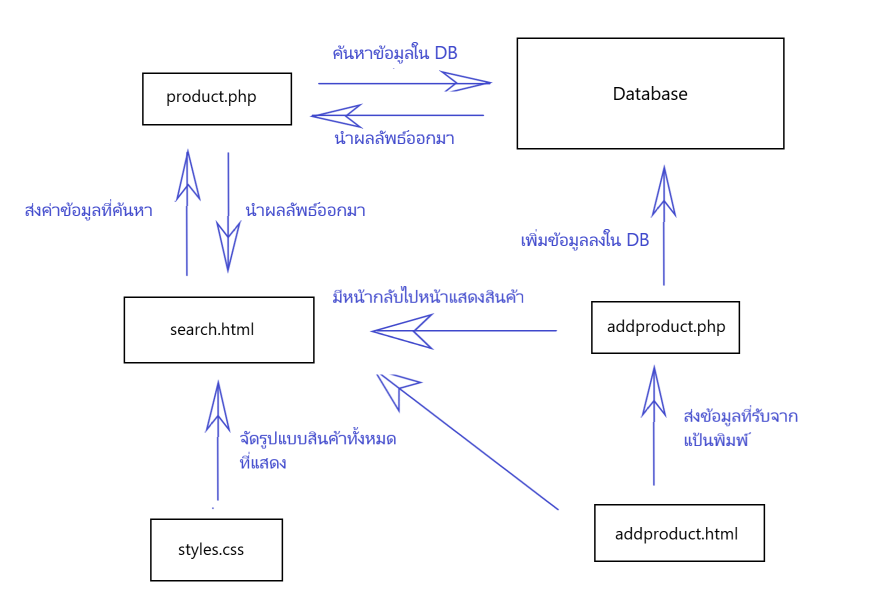 ค้นหาข้อมูลใน DB
product.php
Database
นำผลลัพธ์ออกมา
ส่งค่าข้อมูลที่ค้นหา
นำผลลัพธ์ออกมา
เพิ่มข้อมูลลงใน DB
มีหน้ากลับไปหน้าแสดงสินค้า
search.html
addproduct.php
ส่งข้อมูลที่รับจาก
แป้นพิมพ์
จัดรูปแบบสินค้าทั้งหมด
ที่แสดง
styles.css
addproduct.html